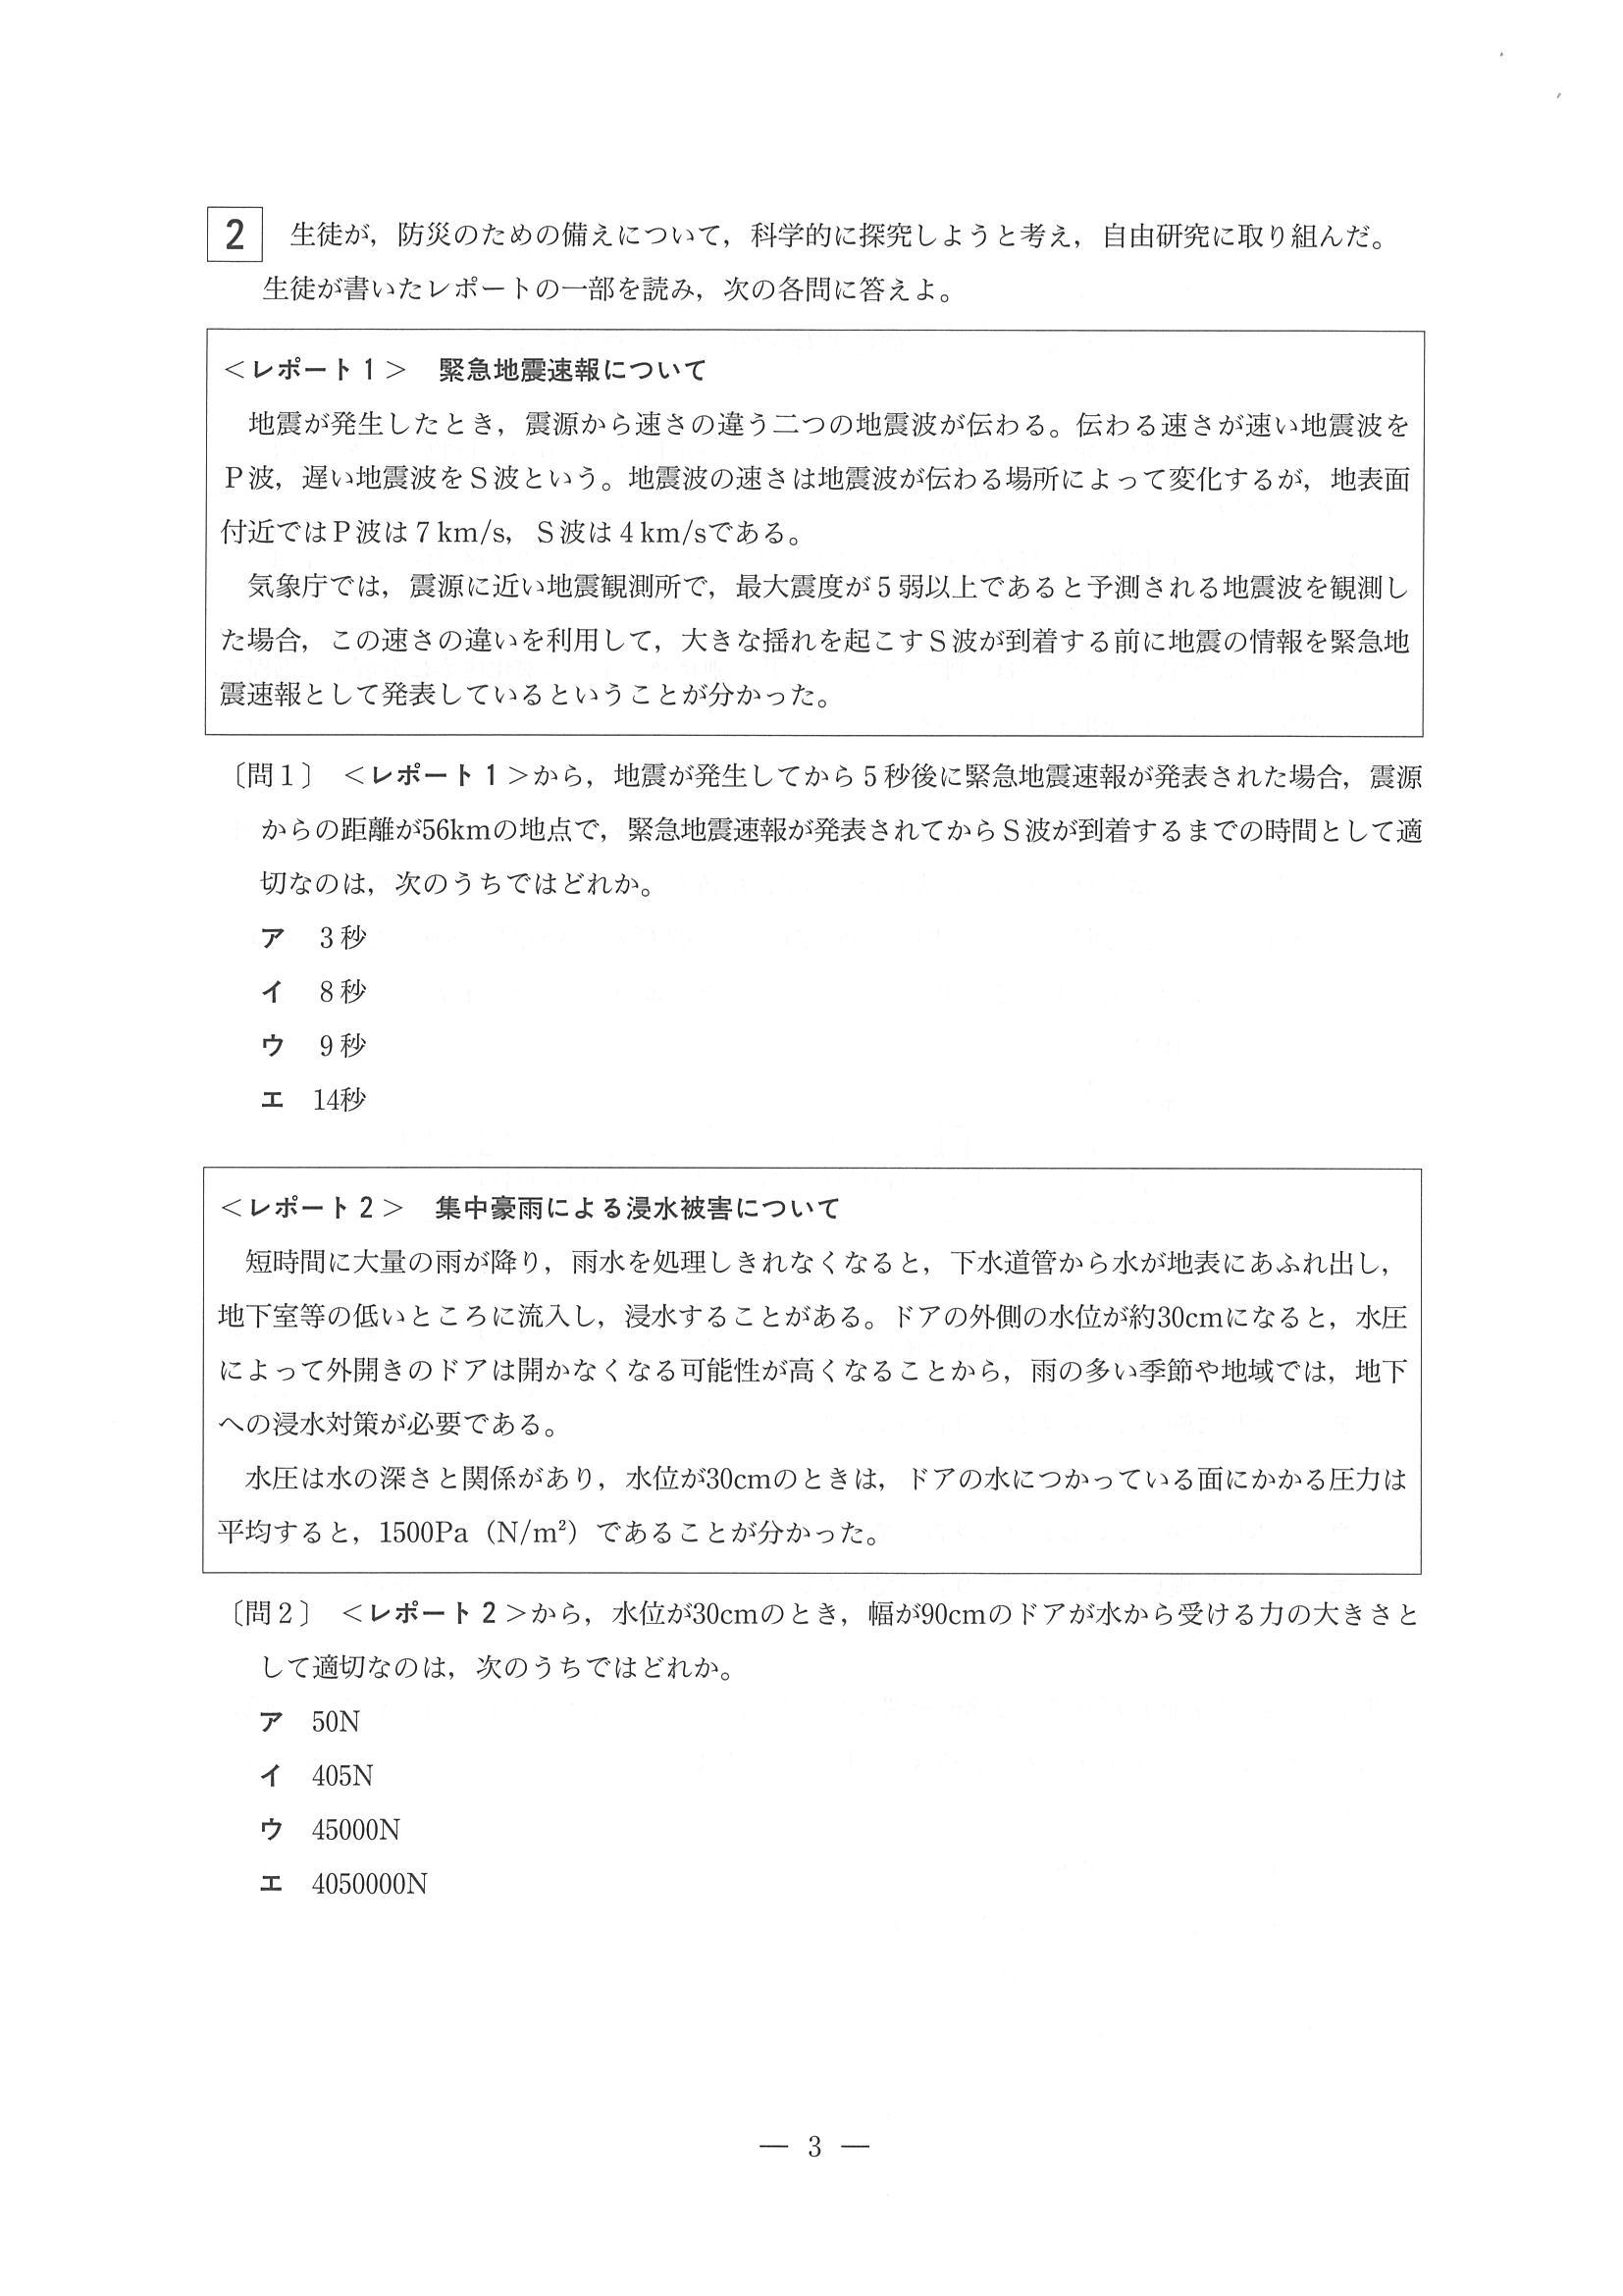 2 生徒が，防災のための備えについて，科学的に探究しようと考え，自由研究に取り組んだ。
生徒が書いたレポートの一部を読み，次の各問に答えよ。
＜レポート1＞　緊急地震速報について
地震が発生したとき，震源から速さの違う二つの地震波が伝わる。伝わる速さが速い地震波を
P波，遅い地震波をS波という。地震波の速さは地震波が伝わる場所によって変化するが，地表面
付近ではP波は7km/s，S波は4km/sである。
気象庁では，震源に近い地震観測所で，最大震度が5弱以上であると予測される地震波を観測し
た場合，この速さの違いを利用して，大きな揺れを起こすS波が到着する前に地震の情報を緊急地
震速報として発表しているということが分かった。
〔問1〕　＜レポート1＞から，地震が発生してから5秒後に緊急地震速報が発表された場合，震源
からの距離が56kmの地点で，緊急地震速報が発表されてからS波が到着するまでの時間として適
切なのは，次のうちではどれか。
ア　3秒
イ　8秒
ウ　9秒
エ　14秒
＜レポート2＞　集中豪雨による浸水被害について
短時間に大量の雨が降り，雨水を処理しきれなくなると，下水道管から水が地表にあふれ出し，
地下室等の低いところに流入し，浸水することがある。ドアの外側の水位が約30cmになると，水圧
によって外開きのドアは開かなくなる可能性が高くなることから，雨の多い季節や地域では，地下
への浸水対策が必要である。
水圧は水の深さと関係があり，水位が30cmのときは，ドアの水につかっている面にかかる圧力は
平均すると，1500Pa（N/m²）であることが分かった。
〔問2〕　＜レポート2＞から，水位が30cmのとき，幅が90cmのドアが水から受ける力の大きさと
して適切なのは，次のうちではどれか。
ア　50N
イ　405N
ウ　45000N
エ　4050000N
― 3 ―